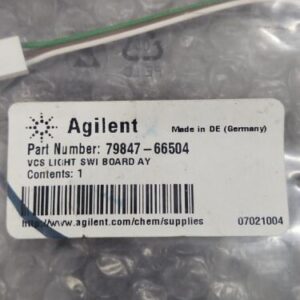 Agilent
Made in DE (Germany)
Part Number: 79847-66504
VCS LIGHT SWI BOARD AY
Contents: 1
http://www.agilent.com/chem/supplies
07021004